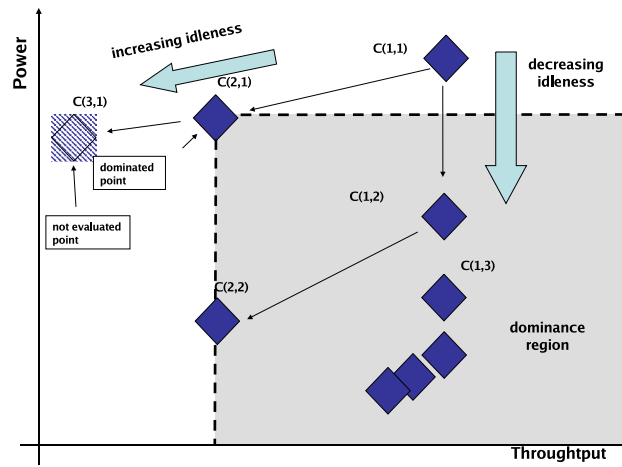 Power
increasing idleness
C(1,1)
decreasing
idleness
C(2,1)
C(3,1)
dominated
point
not evaluated
point
C(1,2)
C(1,3)
C(2,2)
dominance
region
Throughtput